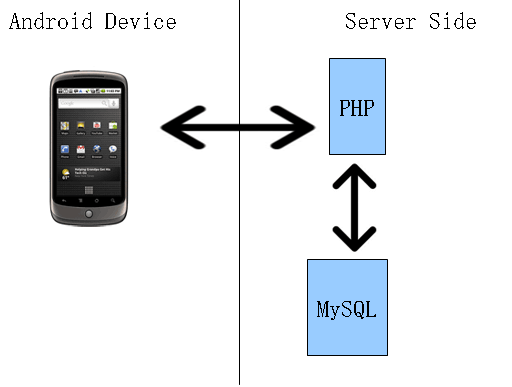 Android Device
Server Side
PHP
MySQL